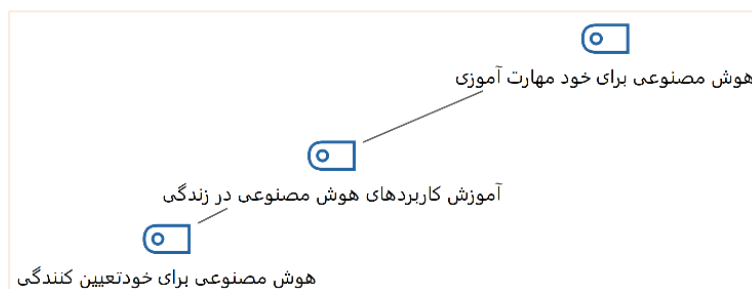 هوش مصنوعی برای خود مهارت آموزی
آموزش کاربردهای هوش مصنوعی در زندگی
هوش مصنوعی برای خودتعیین کنندگی